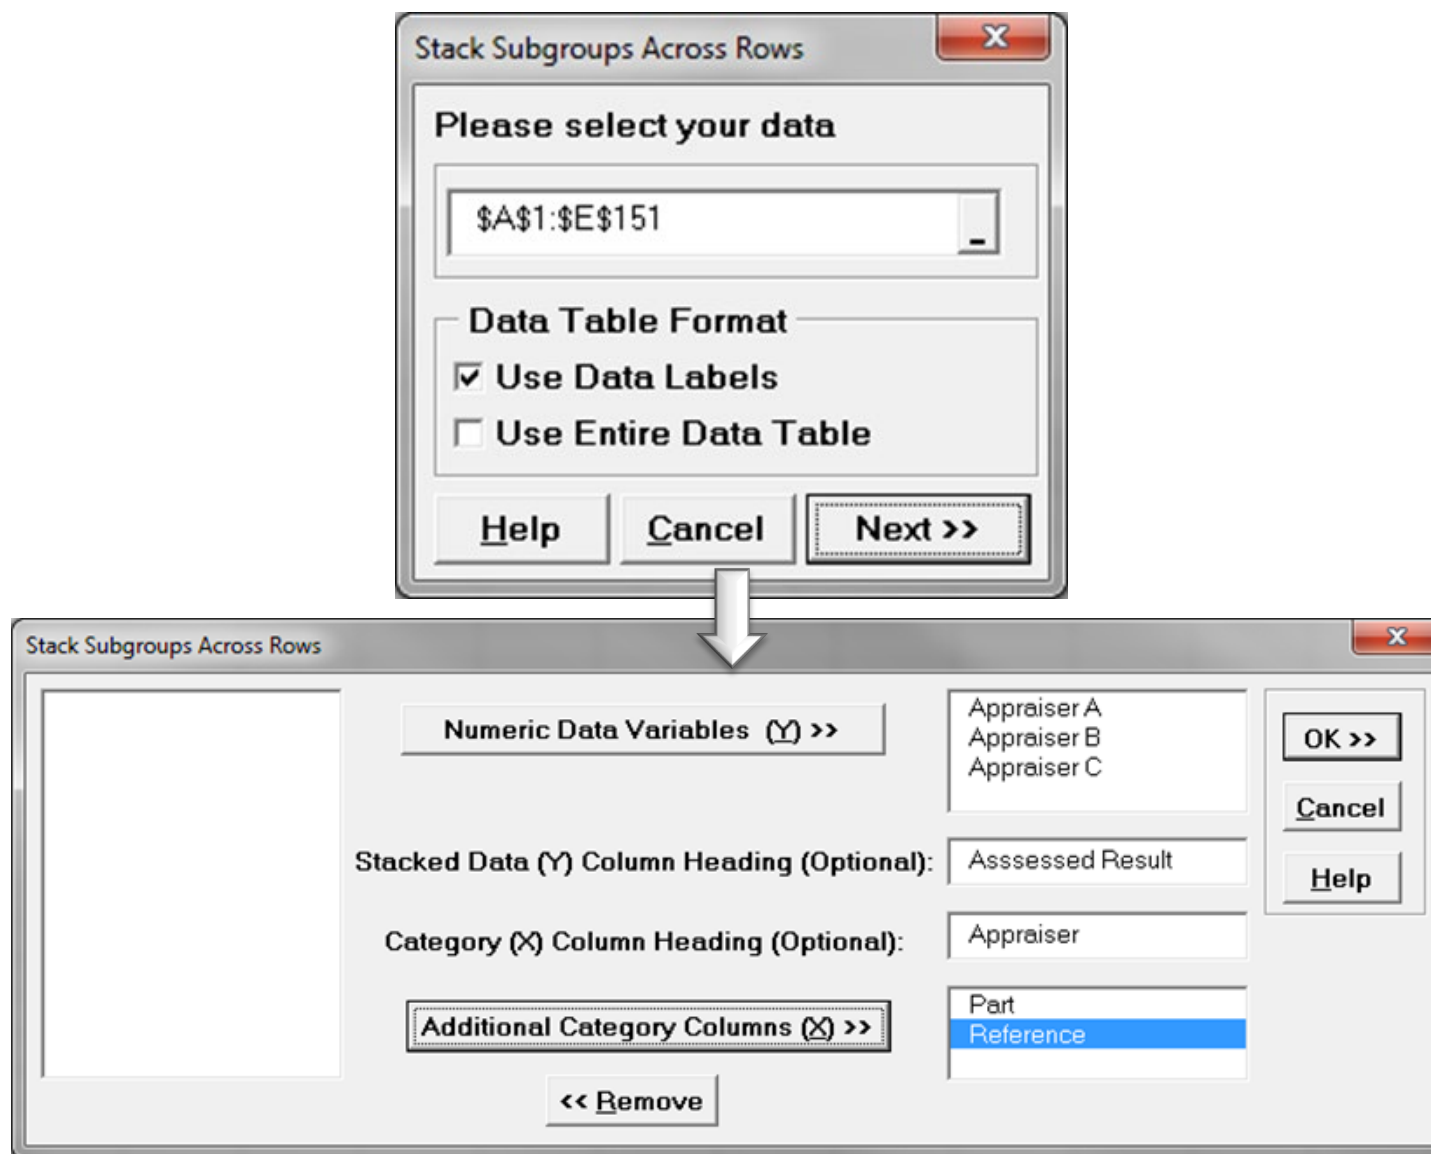 Stack Subgroups Across Rows
Please select your data
$A$1:$E$151
Data Table Format
Use Data Labels
Use Entire Data Table
Help Cancel Next >>
Stack Subgroups Across Rows
Numeric Data Variables (Y) >>
Appraiser A
Appraiser B
Appraiser C
OK >>
Cancel
Help
Stacked Data (Y) Column Heading (Optional): Asssessed Result
Category (X) Column Heading (Optional): Appraiser
Additional Category Columns (X) >>
Part
Reference
<< Remove